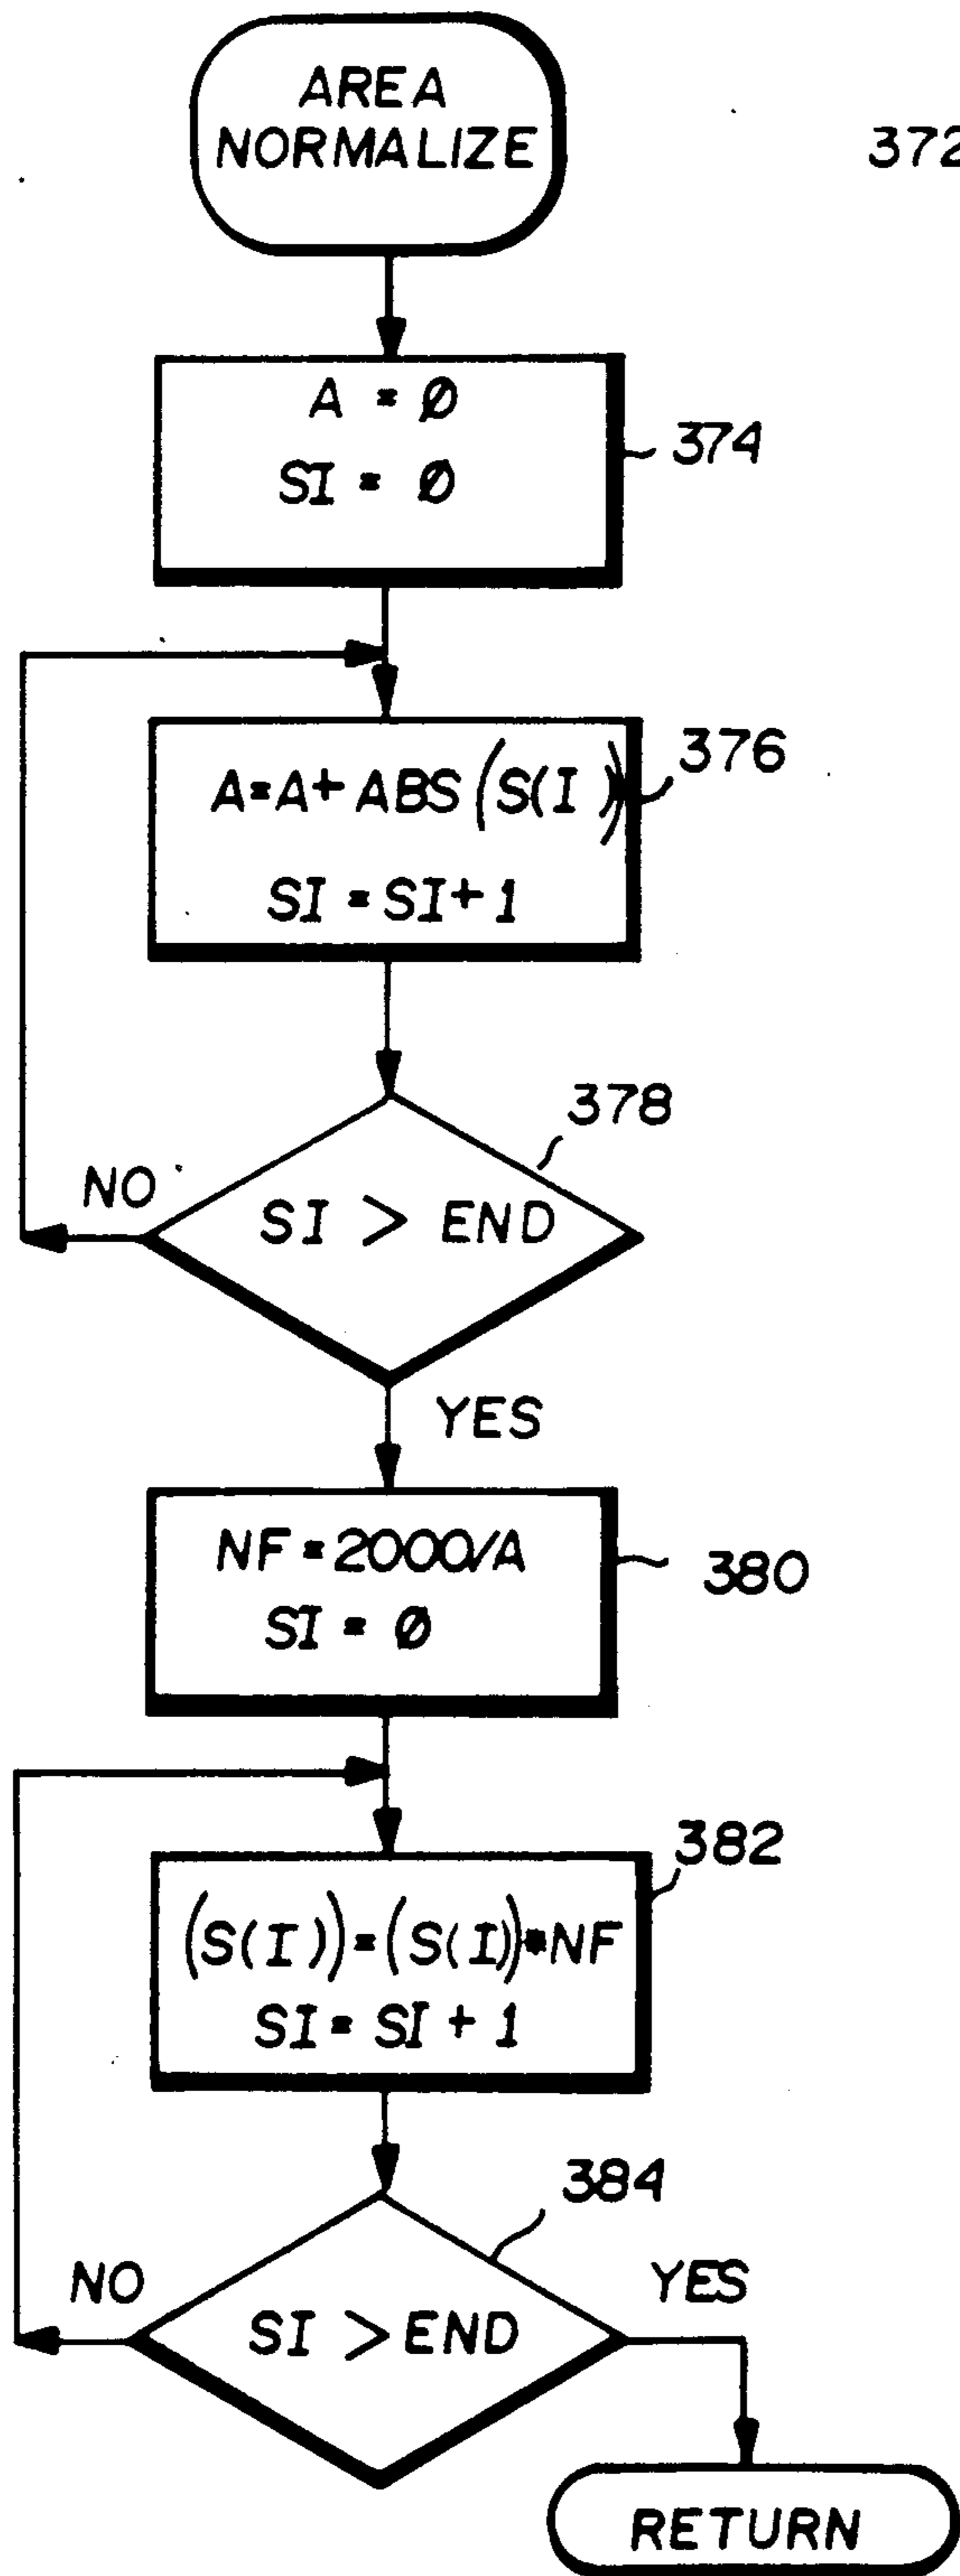 AREA
NORMALIZE
372
A = Ø
SI = Ø
374
A=A+ABS(S(I))
SI=SI+1
376
378
NO
SI > END
YES
NF=2000/A
SI = Ø
380
382
(S(I))=(S(I))*NF
SI=SI+1
384
NO
SI >END
YES
RETURN